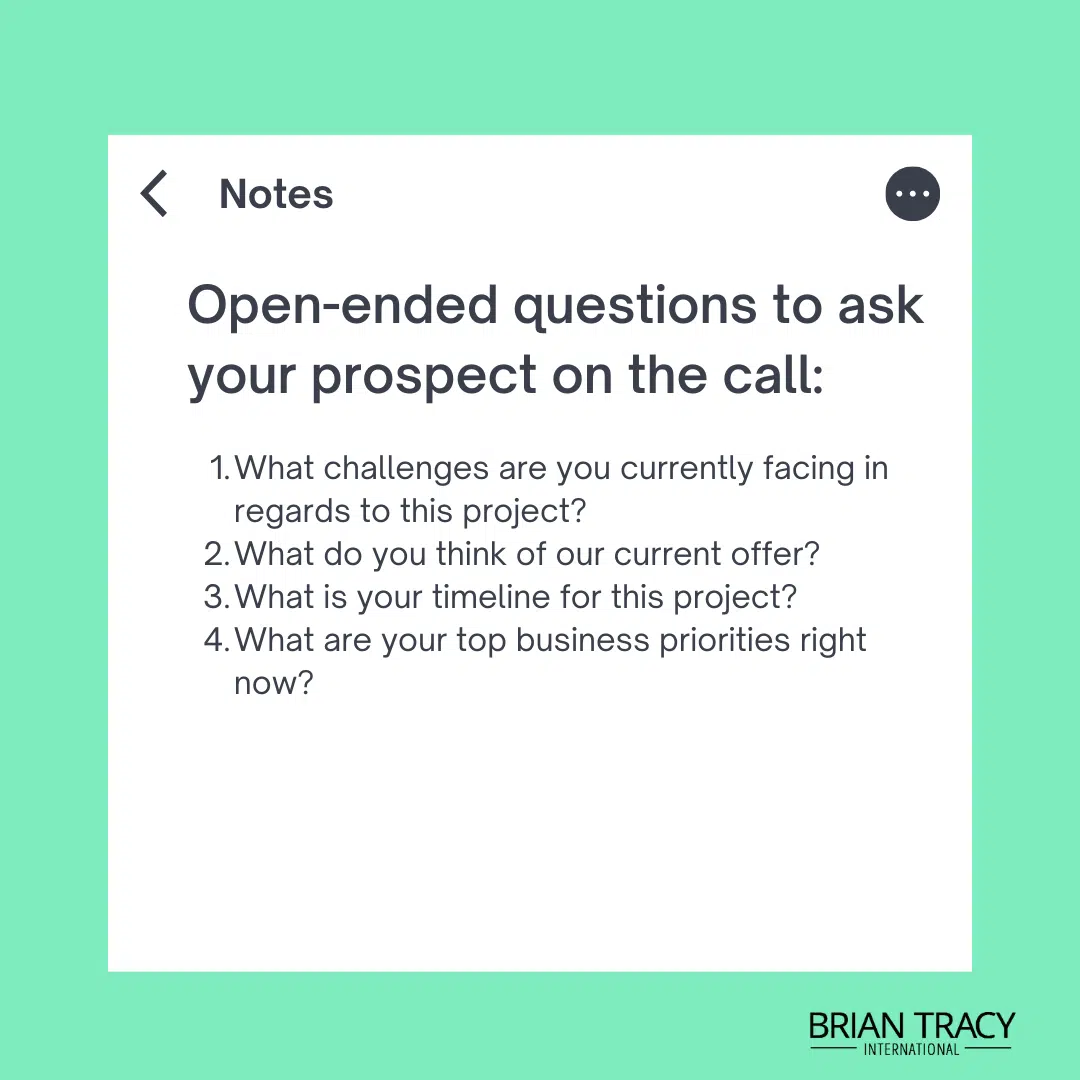 Notes
Open-ended questions to ask
your prospect on the call:
1. What challenges are you currently facing in
regards to this project?
2. What do you think of our current offer?
3. What is your timeline for this project?
4. What are your top business priorities right
now?
BRIAN TRACY
INTERNATIONAL